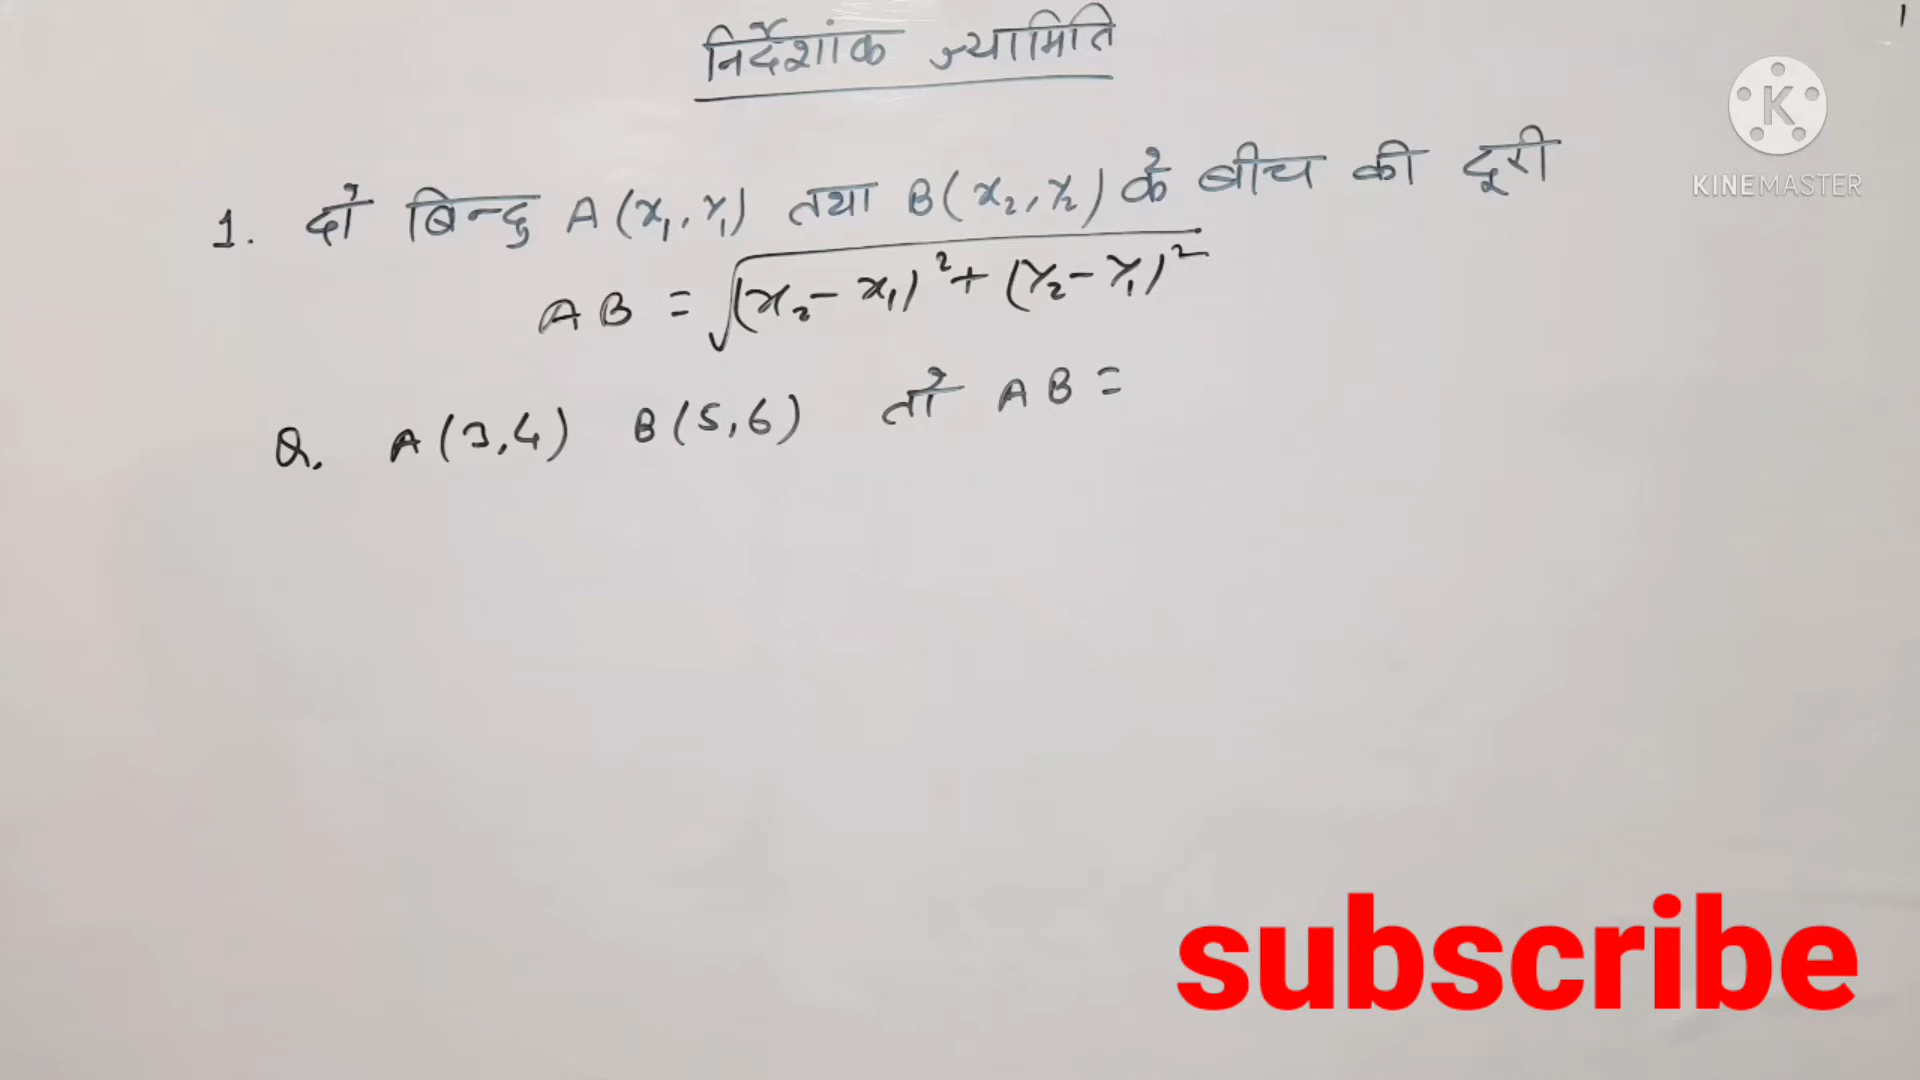 निर्देशांक ज्यामिति
1
KINEMASTER
1. दो बिन्दु A(x₁, y₁) तथा B(x₂, y₂) के बीच की दूरी
AB = √(x₂ - x₁)² + (y₂ - y₁)²
Q. A(3,4) B(5,6) तो AB =
subscribe